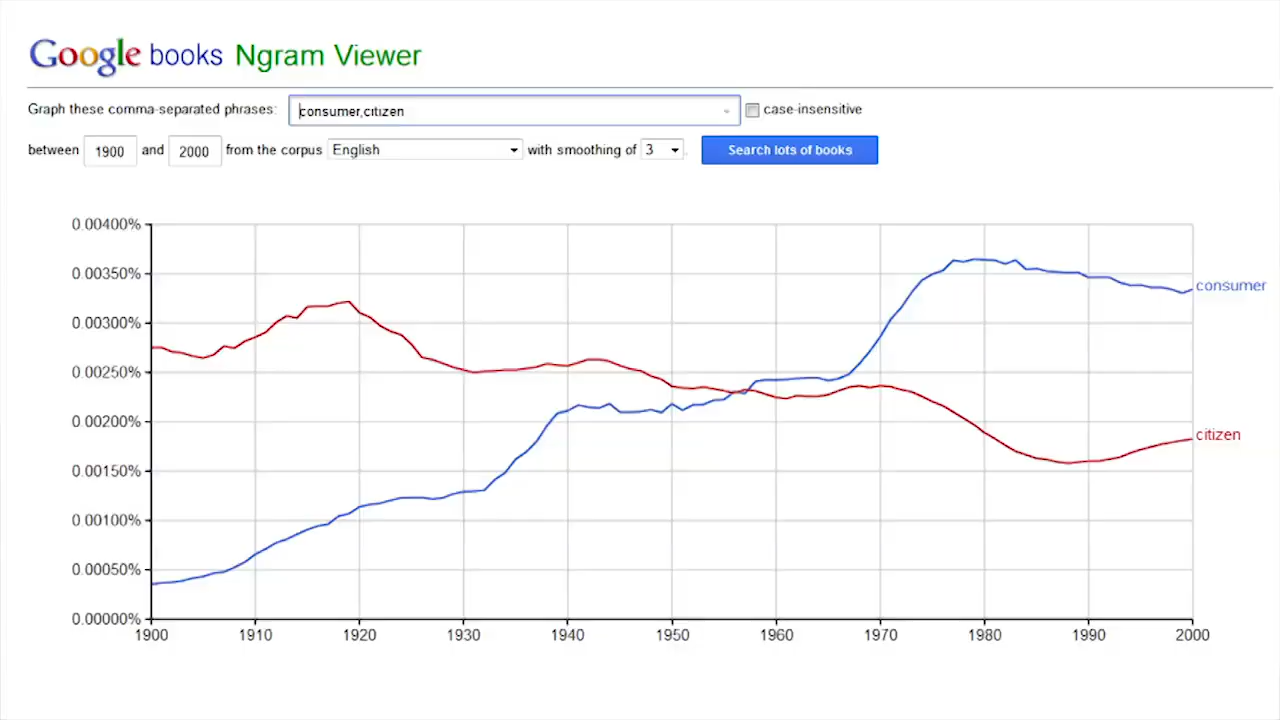 Google books Ngram Viewer
Graph these comma-separated phrases: consumer,citizen case-insensitive
between 1900 and 2000 from the corpus English with smoothing of 3 . Search lots of books
0.00400%
0.00350%
consumer
0.00300%
0.00250%
0.00200%
citizen
0.00150%
0.00100%
0.00050%
0.00000%
1900 1910 1920 1930 1940 1950 1960 1970 1980 1990 2000